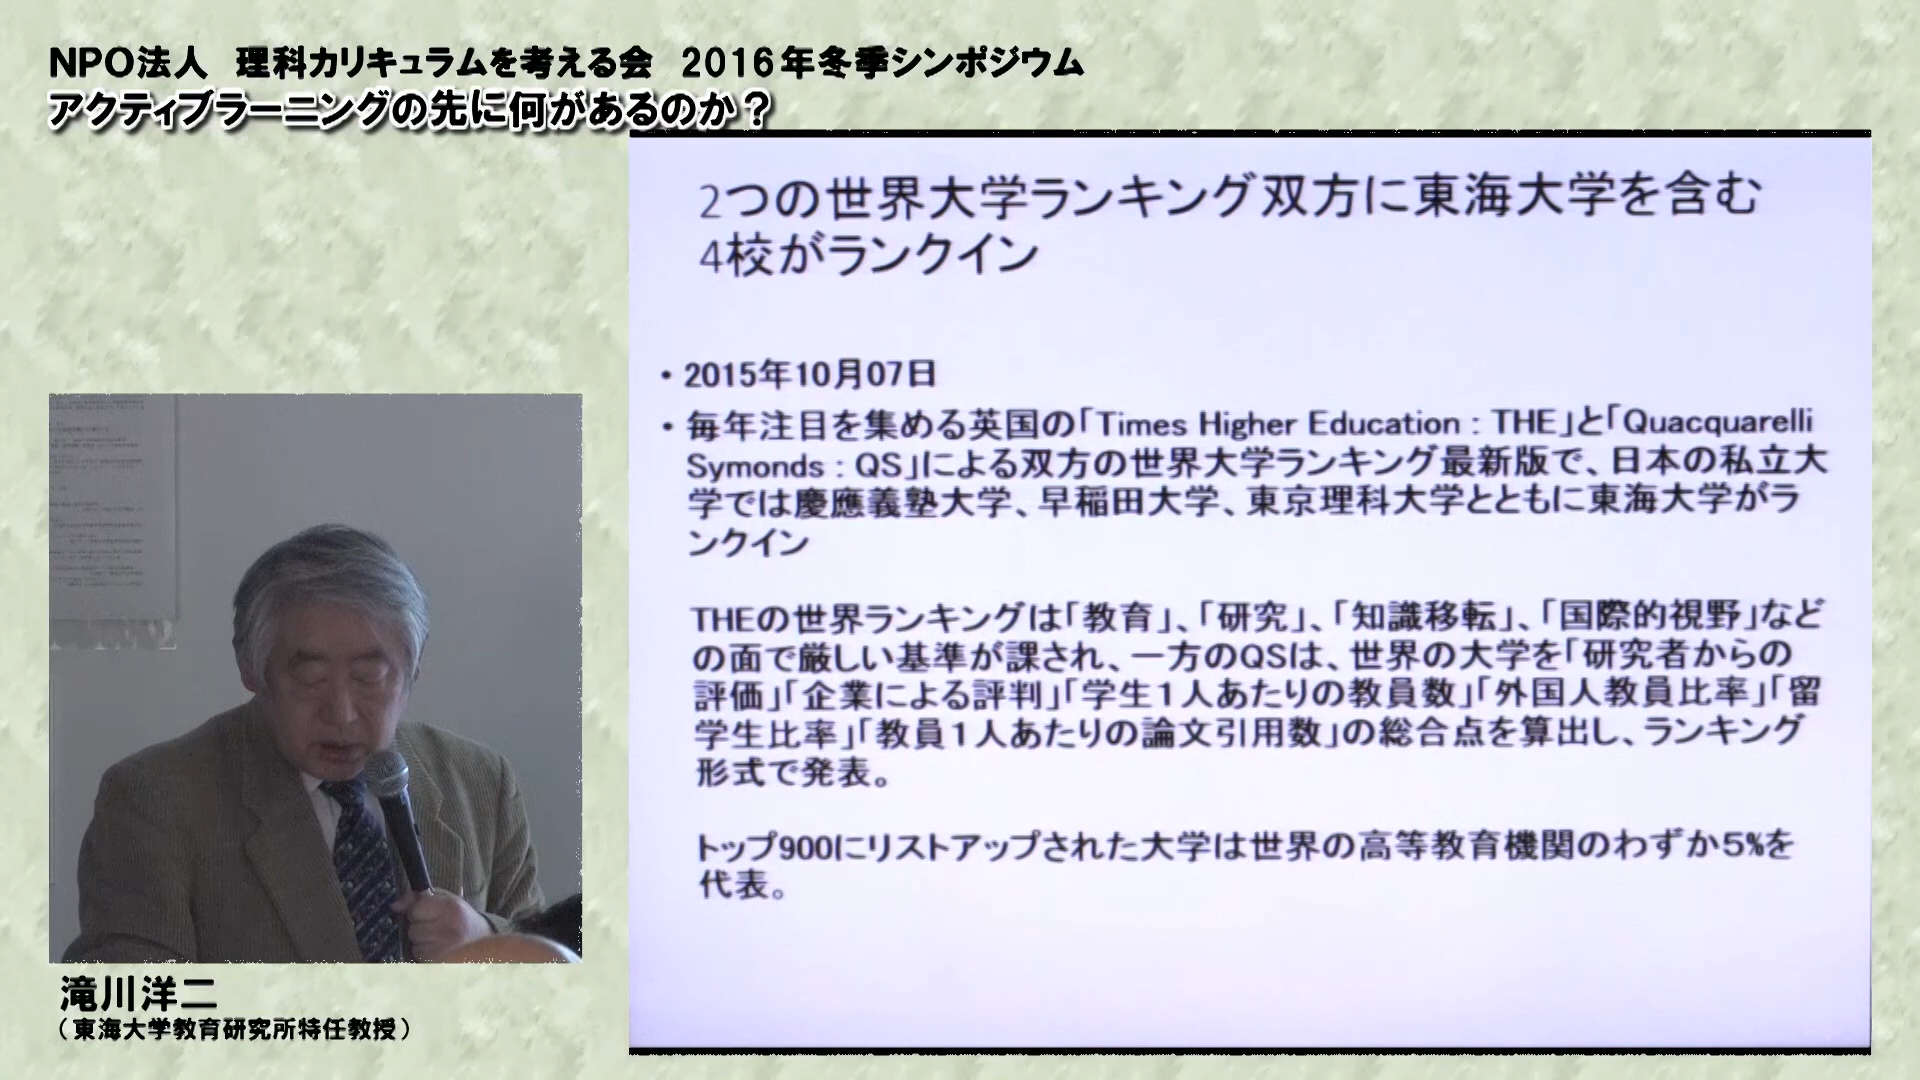 NPO法人　理科カリキュラムを考える会　2016年冬季シンポジウム
アクティブラーニングの先に何があるのか？
2つの世界大学ランキング双方に東海大学を含む
4校がランクイン
・2015年10月07日
・毎年注目を集める英国の「Times Higher Education : THE」と「Quacquarelli
Symonds : QS」による双方の世界大学ランキング最新版で、日本の私立大
学では慶應義塾大学、早稲田大学、東京理科大学とともに東海大学がラ
ンクイン
THEの世界ランキングは「教育」、「研究」、「知識移転」、「国際的視野」など
の面で厳しい基準が課され、一方のQSは、世界の大学を「研究者からの
評価」「企業による評判」「学生１人あたりの教員数」「外国人教員比率」「留
学生比率」「教員１人あたりの論文引用数」の総合点を算出し、ランキング
形式で発表。
トップ900にリストアップされた大学は世界の高等教育機関のわずか5%を
代表。
滝川洋二
（東海大学教育研究所特任教授）